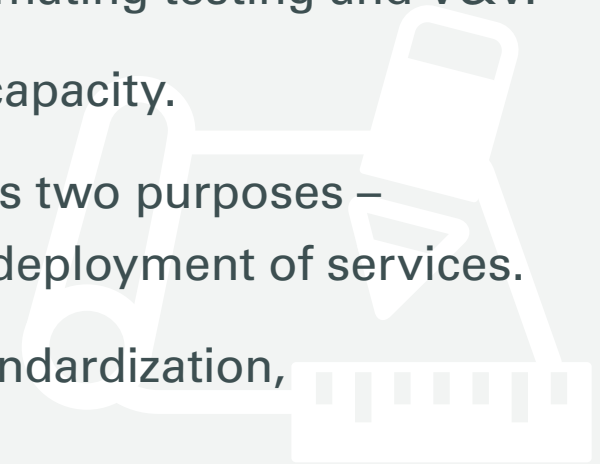 mating testing and V&V.
capacity.
s two purposes –
deployment of services.
ndardization,